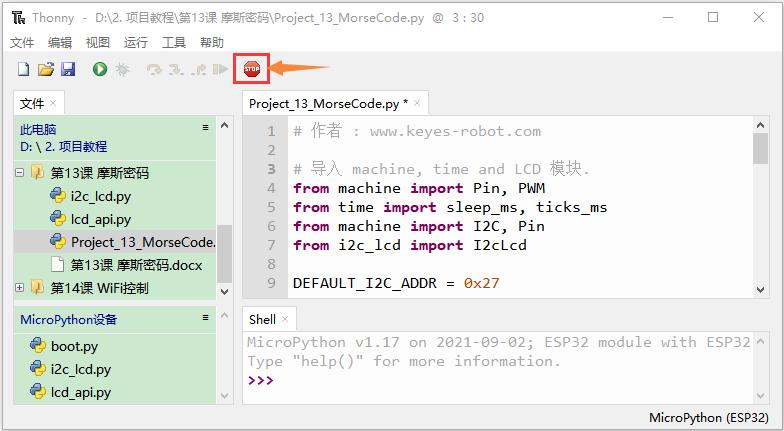 Thonny - D:\2. 项目教程\第13课 摩斯密码\Project_13_MorseCode.py @ 3 : 30
文件 编辑 视图 运行 工具 帮助
STOP
文件 ×
此电脑
D: \ 2. 项目教程
第13课 摩斯密码
i2c_lcd.py
lcd_api.py
Project_13_MorseCode.
第13课 摩斯密码.docx
第14课 WiFi控制
MicroPython设备
boot.py
i2c_lcd.py
lcd_api.py
Project_13_MorseCode.py * ×
1 # 作者 : www.keyes-robot.com
2
3 # 导入 machine, time and LCD 模块.
4 from machine import Pin, PWM
5 from time import sleep_ms, ticks_ms
6 from machine import I2C, Pin
7 from i2c_lcd import I2cLcd
8
9 DEFAULT_I2C_ADDR = 0x27
Shell ×
MicroPython v1.17 on 2021-09-02; ESP32 module with ESP32
Type "help()" for more information.
>>>
MicroPython (ESP32)